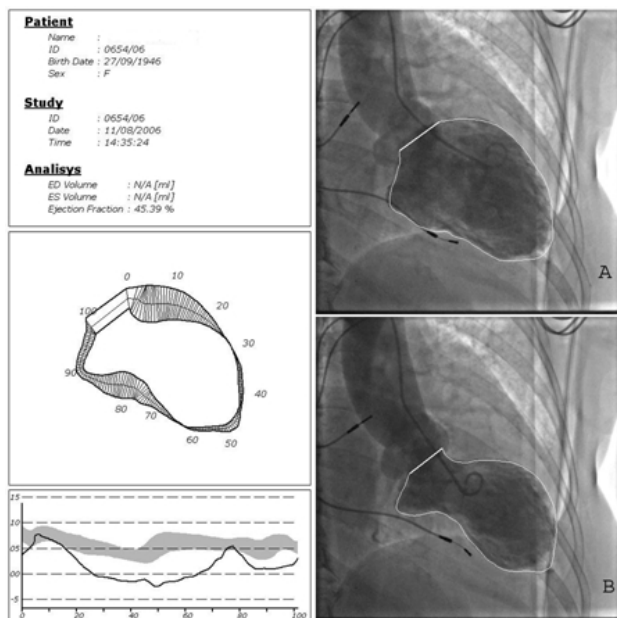 Patient
Name :
ID : 0654/06
Birth Date : 27/09/1946
Sex : F
Study
ID : 0654/06
Date : 11/08/2006
Time : 14:35:24
Analisys
ED Volume : N/A [ml]
ES Volume : N/A [ml]
Ejection Fraction : 45.39 %
A
0
10
20
30
40
50
60
70
80
90
100
B
15
10
05
00
-5
0
20
40
60
80
100